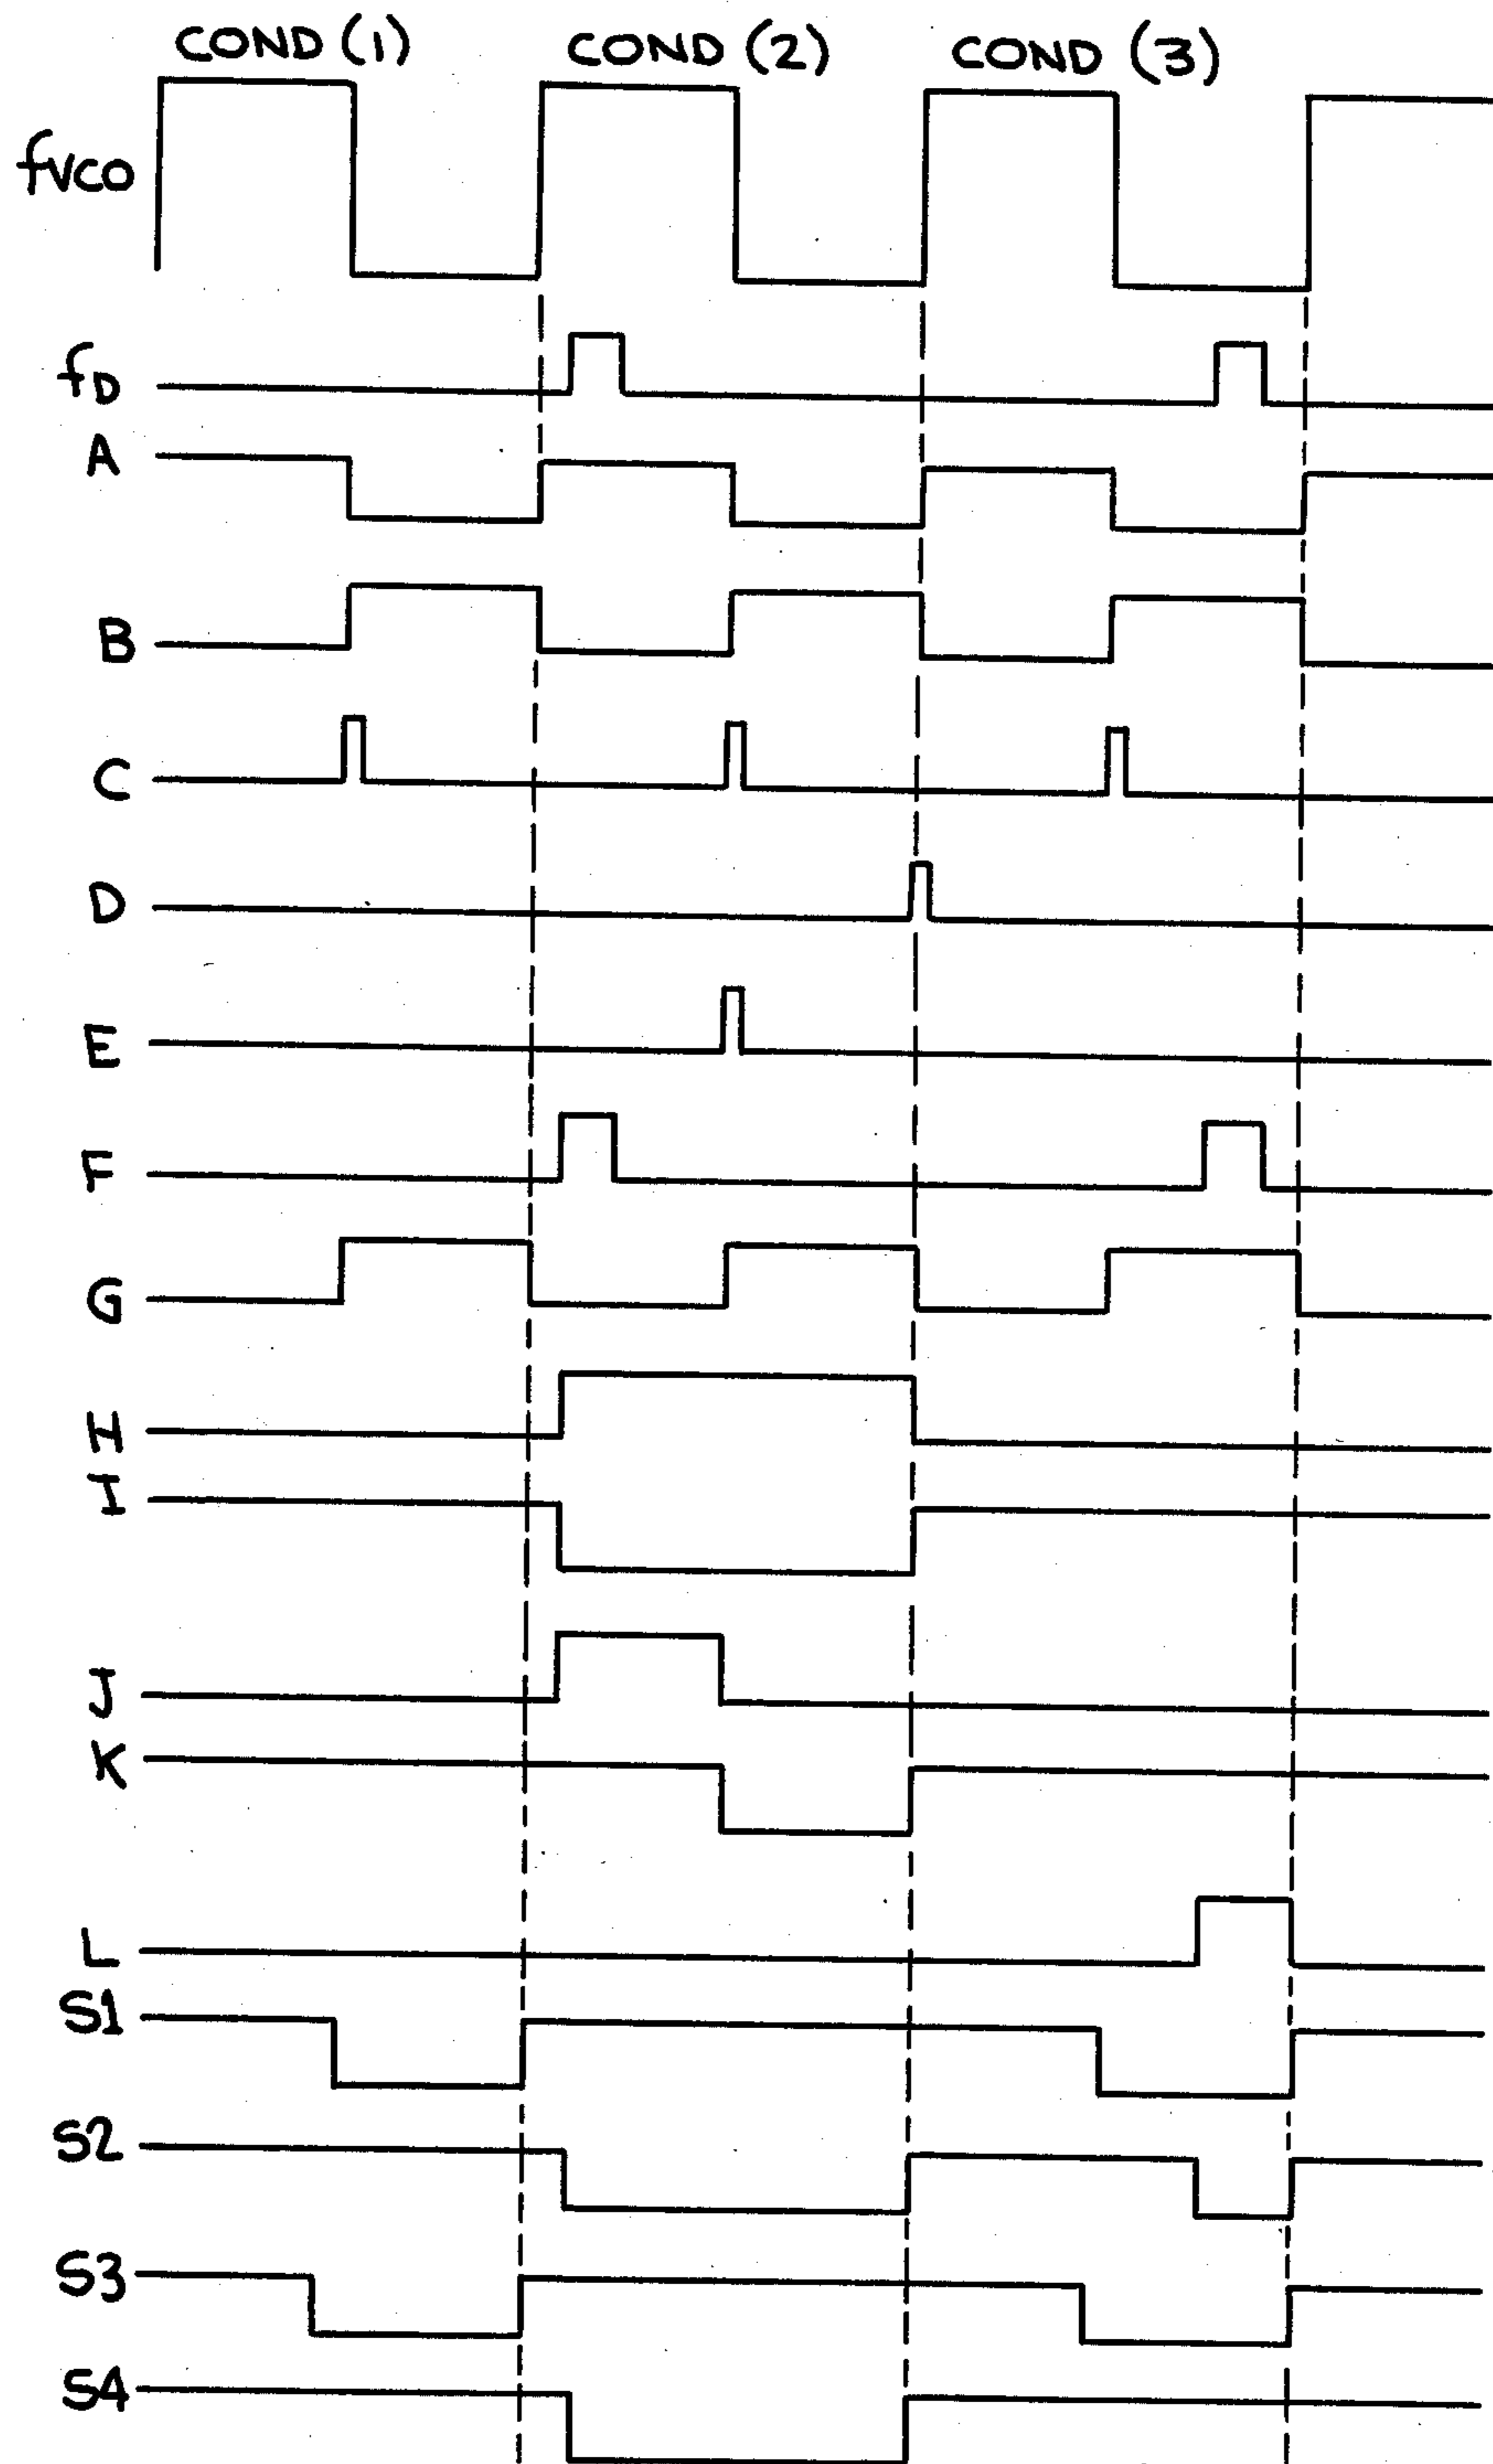 COND (1) COND (2) COND (3)
fvco
fD
A
B
C
D
E
F
G
H
I
J
K
L
S1
S2
S3
S4